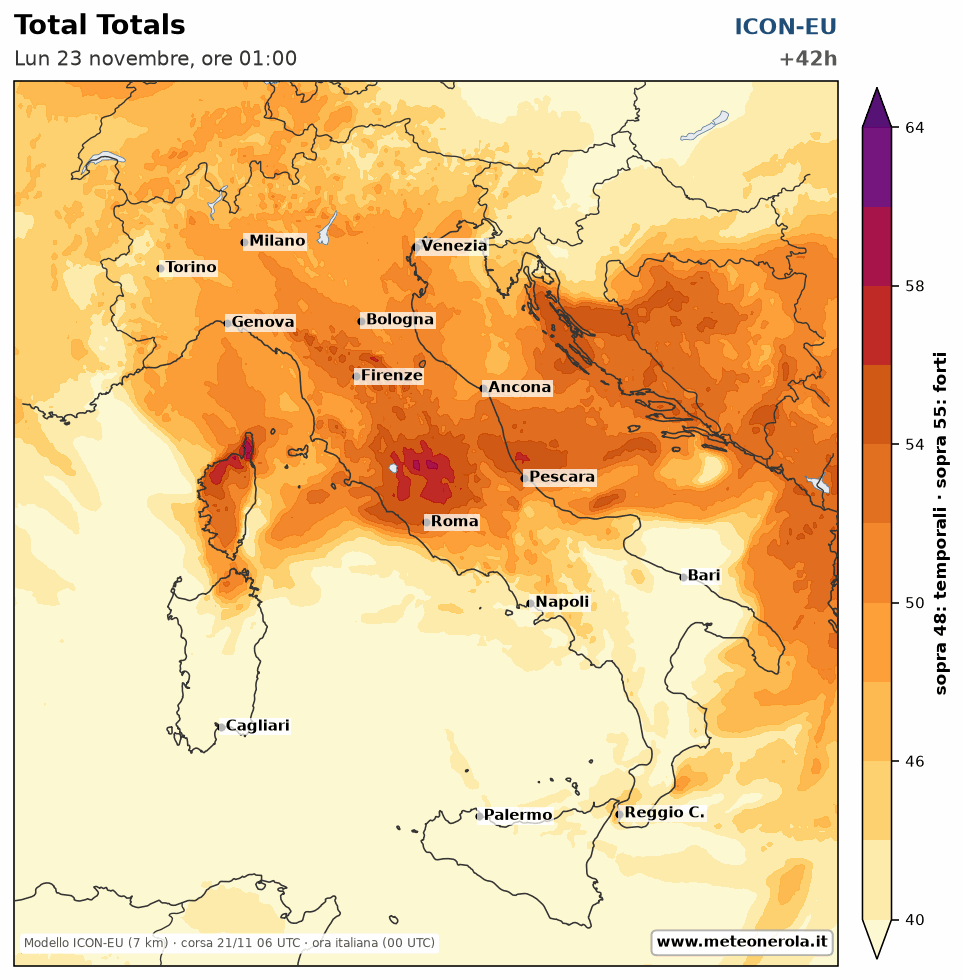 Total Totals
ICON-EU
Lun 23 novembre, ore 01:00
+42h
64
Milano
Venezia
Torino
58
Genova
Bologna
Firenze
Ancona
54
Pescara
Roma
Bari
50
Napoli
Cagliari
46
Palermo
Reggio C.
40
sopra 48: temporali · sopra 55: forti
Modello ICON-EU (7 km) · corsa 21/11 06 UTC · ora italiana (00 UTC)
www.meteonerola.it